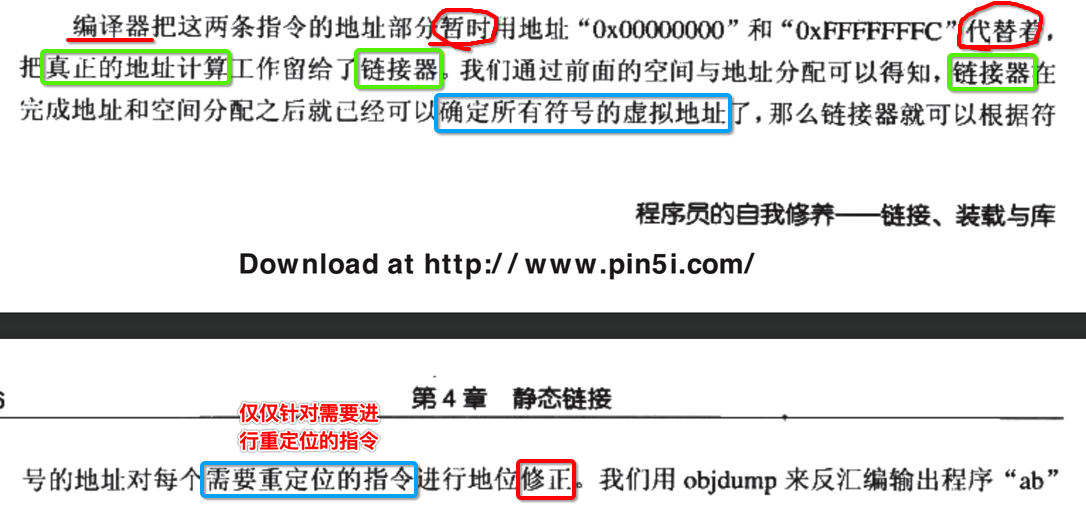 编译器把这两条指令的地址部分暂时用地址“0x00000000”和“0xFFFFFFFC”代替着，
把真正的地址计算工作留给了链接器。我们通过前面的空间与地址分配可以得知，链接器在
完成地址和空间分配之后就已经可以确定所有符号的虚拟地址了，那么链接器就可以根据符
程序员的自我修养——链接、装载与库
Download at http://www.pin5i.com/
6
第4章 静态链接
仅仅针对需要进
行重定位的指令
号的地址对每个需要重定位的指令进行地位修正。我们用 objdump 来反汇编输出程序“ab”